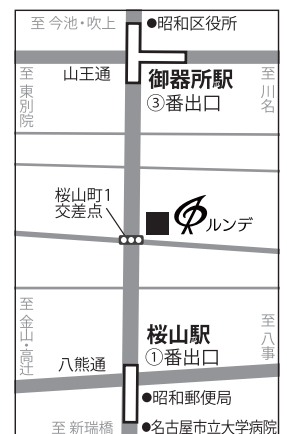 至 今池・吹上
●昭和区役所
至 東別院
山王通
御器所駅
③番出口
至 川名
桜山町1
交差点
ルンデ
至 金山・高辻
桜山駅
①番出口
至 八事
八熊通
●昭和郵便局
至 新瑞橋
●名古屋市立大学病院